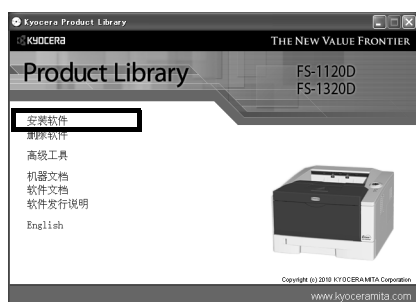 Kyocera Product Library
KYOCERA
THE NEW VALUE FRONTIER
Product Library
FS-1120D
FS-1320D
安装软件
删除软件
高级工具
机器文档
软件文档
软件发行说明
English
Copyright (c) 2010 KYOCERA MITA Corporation
www.kyoceramita.com